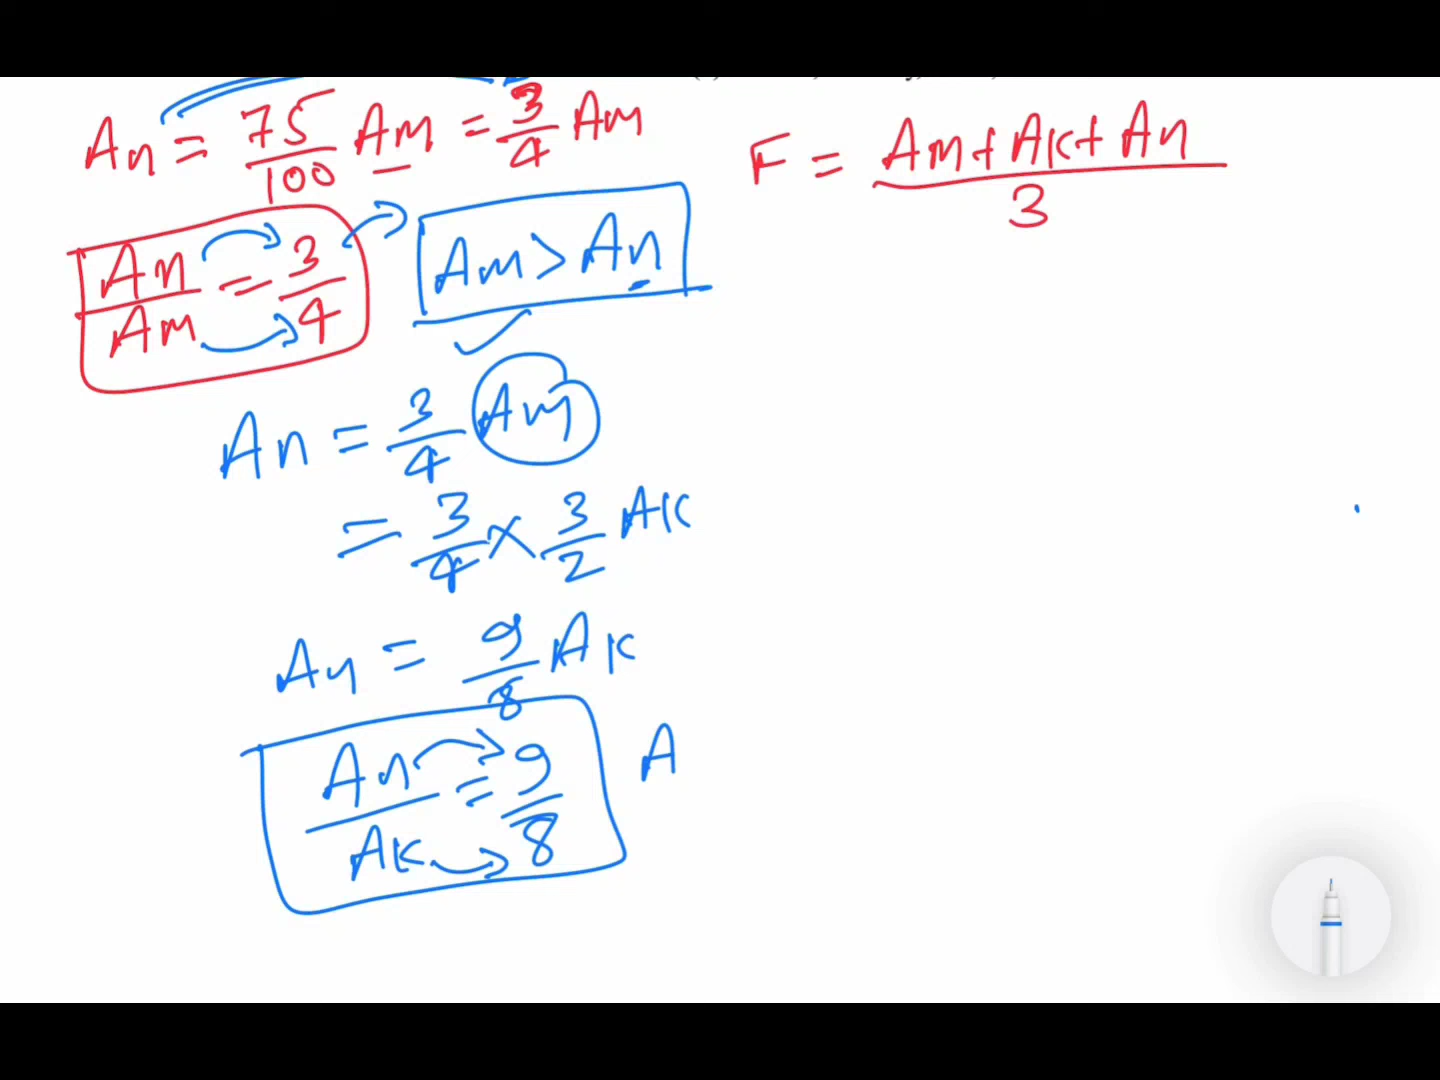 An = 75/100 Am = 3/4 Am
F = Am + Ak + An / 3
An/Am = 3/4
Am > An
An = 3/4 Am
= 3/4 × 3/2 Ak
An = 9/8 Ak
An/Ak = 9/8
A